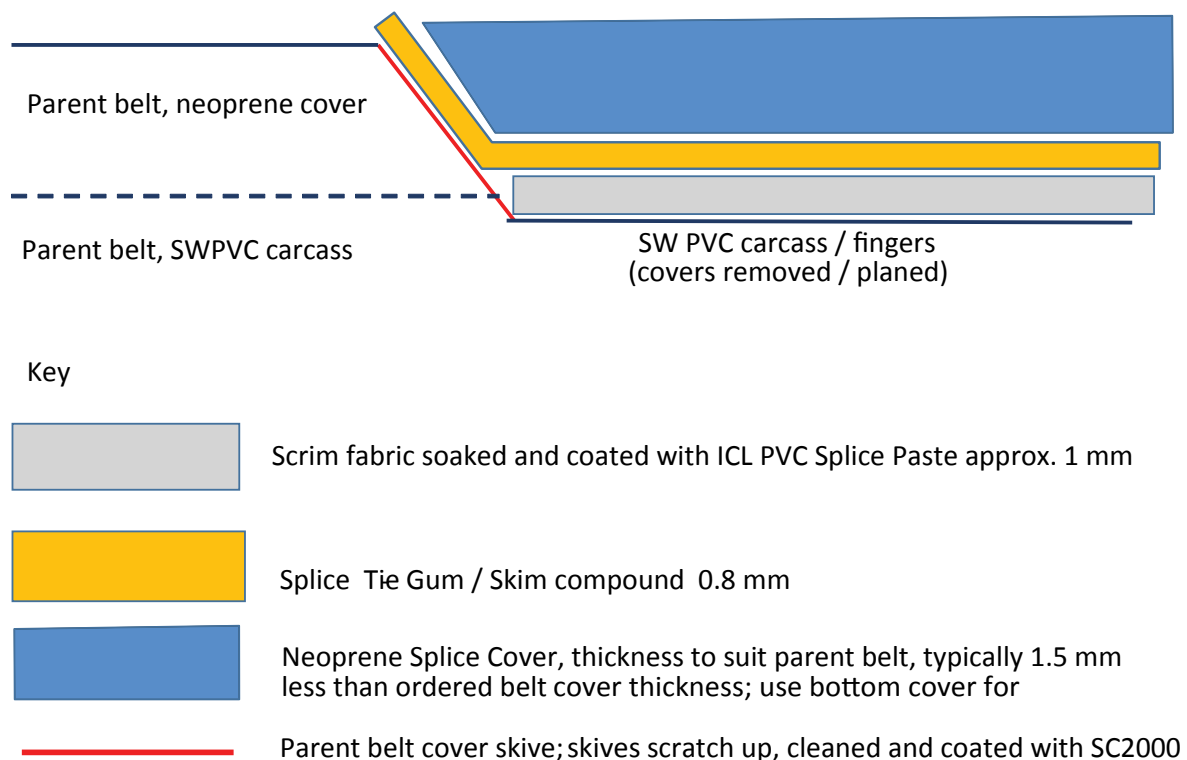 Parent belt, neoprene cover
Parent belt, SWPVC carcass
SW PVC carcass / fingers
(covers removed / planed)
Key
Scrim fabric soaked and coated with ICL PVC Splice Paste approx. 1 mm
Splice Tie Gum / Skim compound 0.8 mm
Neoprene Splice Cover, thickness to suit parent belt, typically 1.5 mm
less than ordered belt cover thickness; use bottom cover for
Parent belt cover skive; skives scratch up, cleaned and coated with SC2000